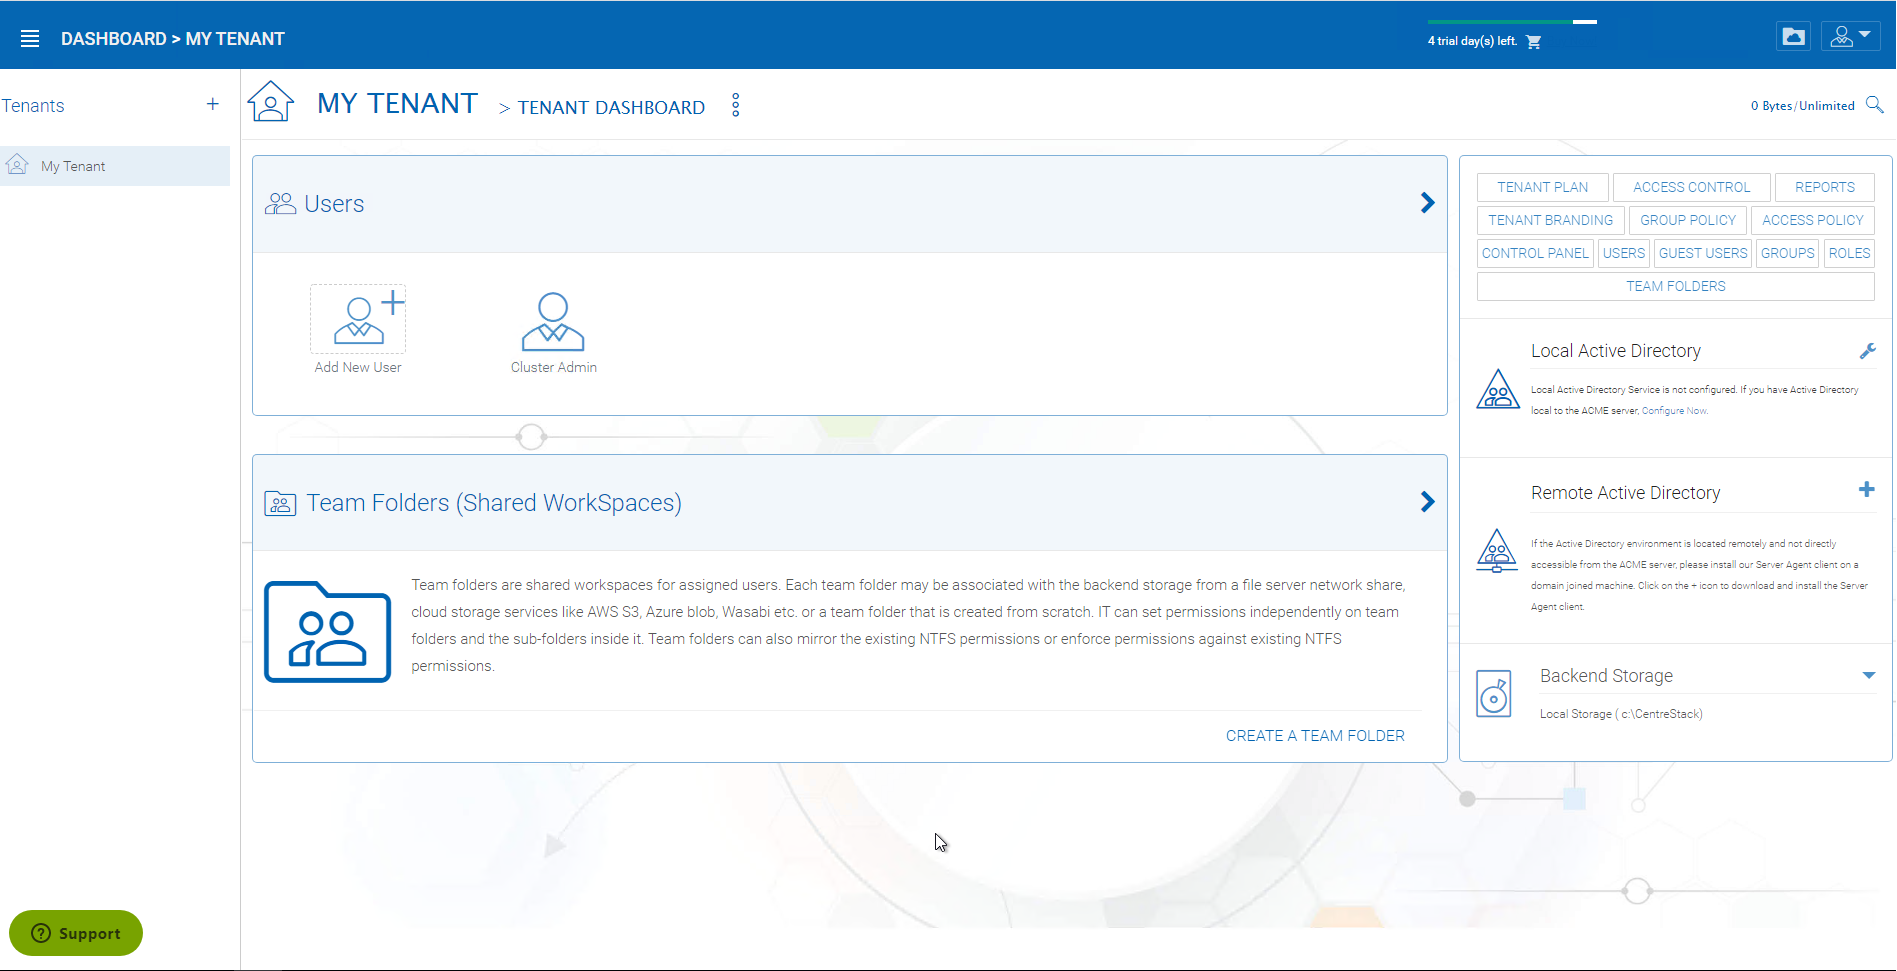 DASHBOARD > MY TENANT
4 trial day(s) left.
Tenants
+
My Tenant
MY TENANT > TENANT DASHBOARD
0 Bytes/Unlimited
Users
Add New User
Cluster Admin
Team Folders (Shared WorkSpaces)
Team folders are shared workspaces for assigned users. Each team folder may be associated with the backend storage from a file server network share,
cloud storage services like AWS S3, Azure blob, Wasabi etc. or a team folder that is created from scratch. IT can set permissions independently on team
folders and the sub-folders inside it. Team folders can also mirror the existing NTFS permissions or enforce permissions against existing NTFS
permissions.
CREATE A TEAM FOLDER
TENANT PLAN ACCESS CONTROL REPORTS
TENANT BRANDING GROUP POLICY ACCESS POLICY
CONTROL PANEL USERS GUEST USERS GROUPS ROLES
TEAM FOLDERS
Local Active Directory
Local Active Directory Service is not configured. If you have Active Directory
local to the ACME server, Configure Now.
Remote Active Directory
If the Active Directory environment is located remotely and not directly
accessible from the ACME server, please install our Server Agent client on a
domain joined machine. Click on the + icon to download and install the Server
Agent client.
Backend Storage
Local Storage ( c:\CentreStack)
? Support